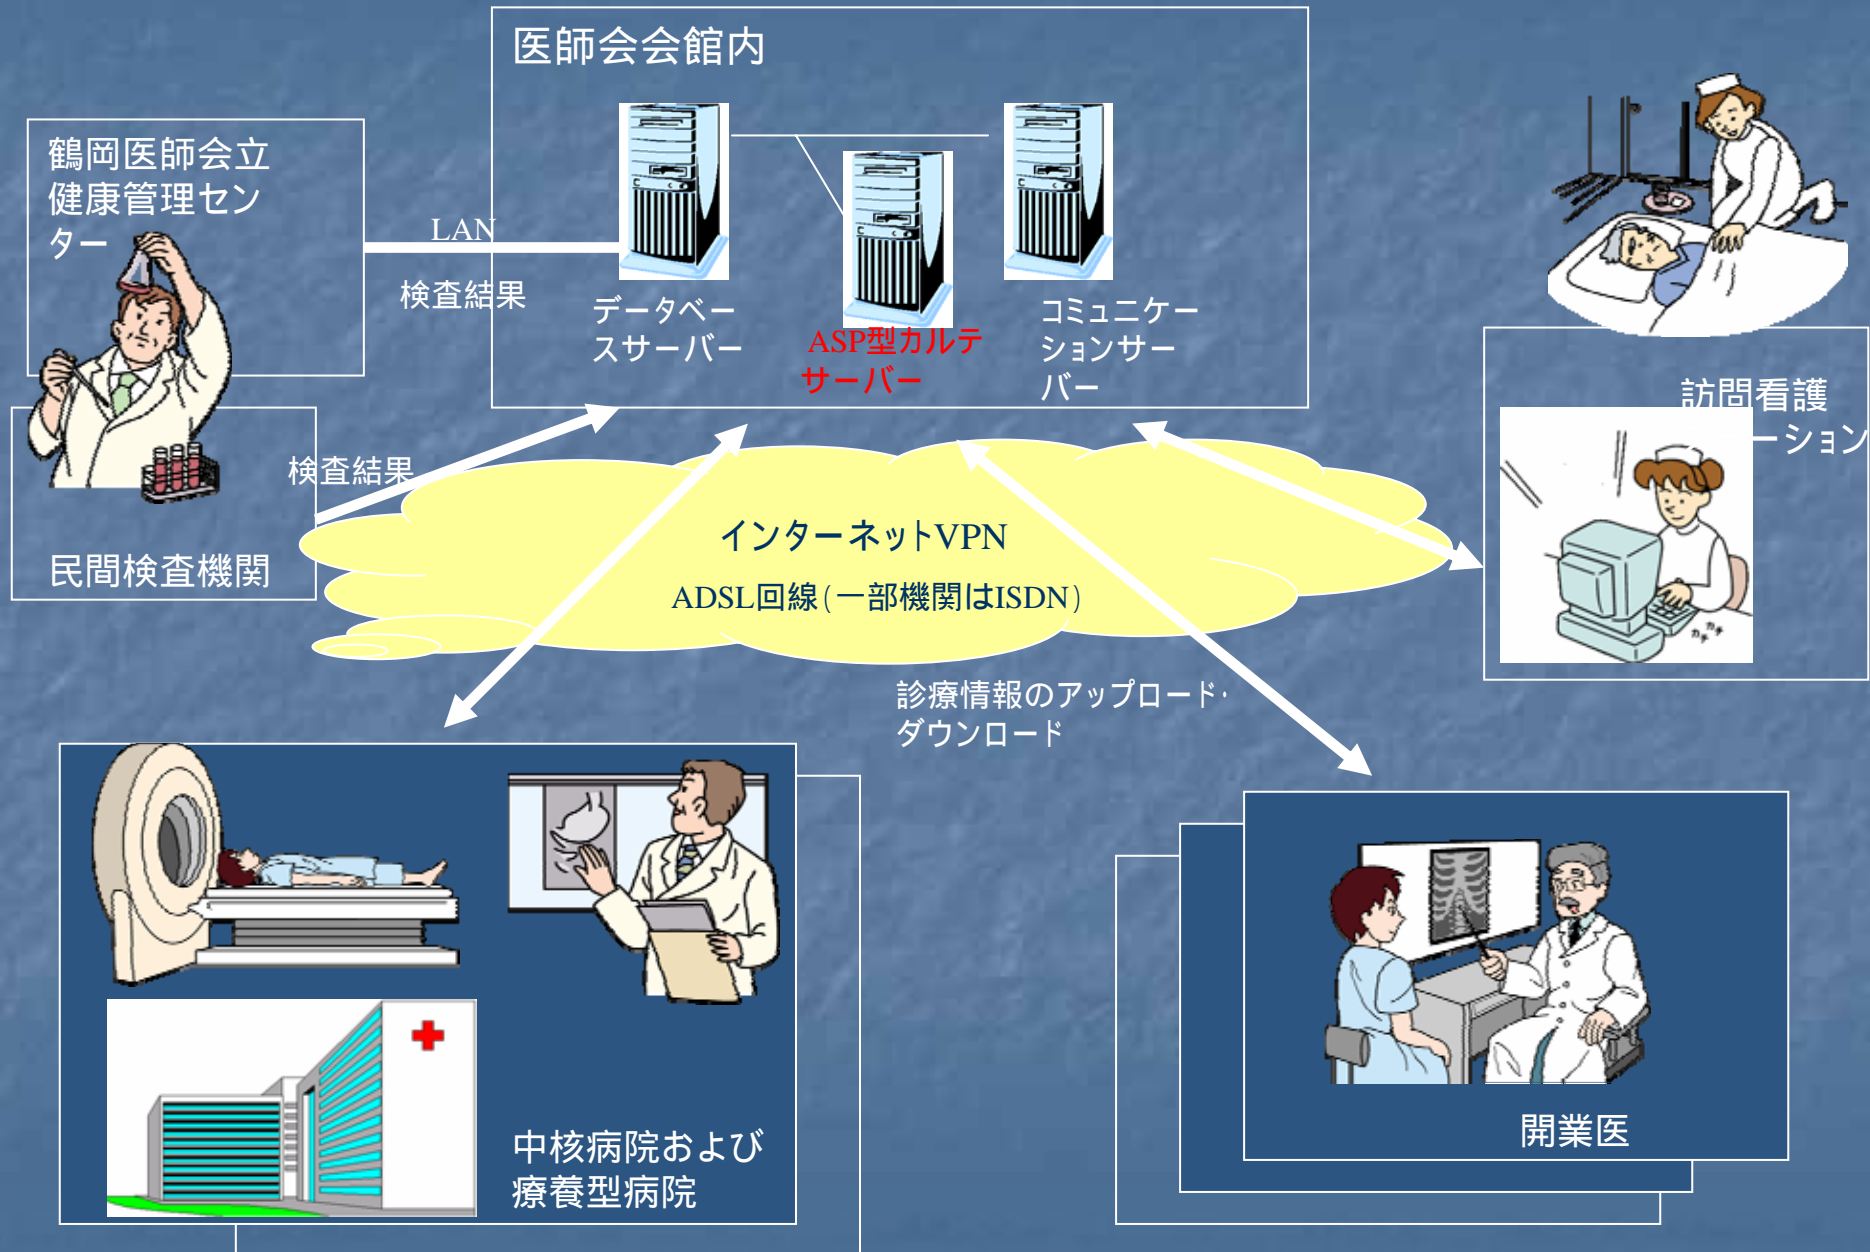 医師会会館内
鶴岡医師会立
健康管理セン
ター
LAN
検査結果
データベー
スサーバー
ASP型カルテ
サーバー
コミュニケー
ションサー
バー
訪問看護
ーション
検査結果
民間検査機関
インターネットVPN
ADSL回線(一部機関はISDN)
カチ
カチ
診療情報のアップロード・
ダウンロード
中核病院および
療養型病院
開業医